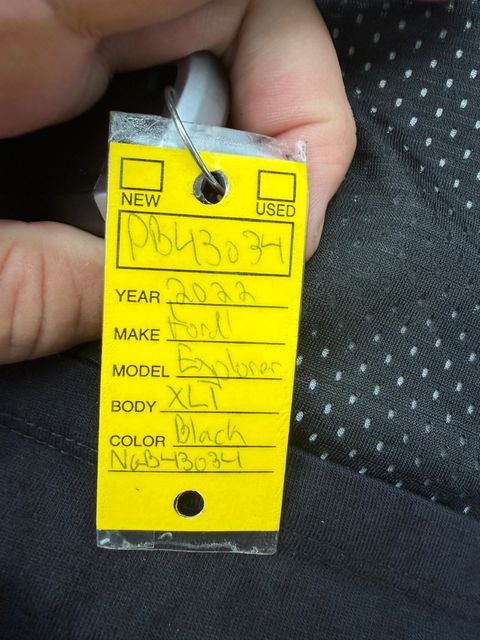 NEW USED
PB43034
YEAR 2022
MAKE Ford
MODEL Explorer
BODY XLT
COLOR Black
NGB43034